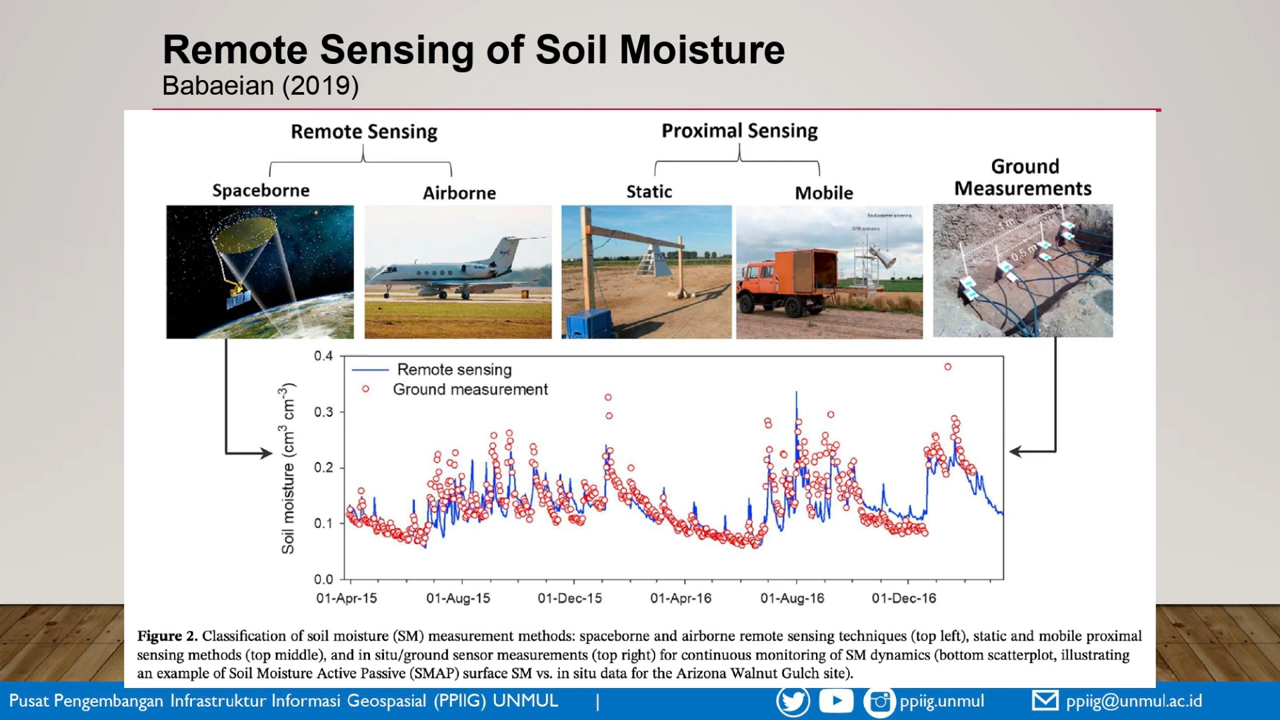 Remote Sensing of Soil Moisture
Babaeian (2019)
Remote Sensing
Proximal Sensing
Ground
Measurements
Spaceborne
Airborne
Static
Mobile
1 m
0,5 m
0.4
0.3
0.2
0.1
0.0
Soil moisture (cm³ cm⁻³)
Remote sensing
Ground measurement
01-Apr-15
01-Aug-15
01-Dec-15
01-Apr-16
01-Aug-16
01-Dec-16
Figure 2. Classification of soil moisture (SM) measurement methods: spaceborne and airborne remote sensing techniques (top left), static and mobile proximal
sensing methods (top middle), and in situ/ground sensor measurements (top right) for continuous monitoring of SM dynamics (bottom scatterplot, illustrating
an example of Soil Moisture Active Passive (SMAP) surface SM vs. in situ data for the Arizona Walnut Gulch site).
Pusat Pengembangan Infrastruktur Informasi Geospasial (PPIIG) UNMUL |
ppiig.unmul
ppiig@unmul.ac.id